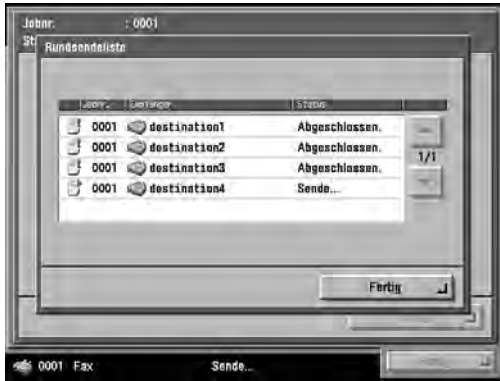 Jobnr. : 0001
St
Rundsendeliste
Jobnr. Empfänger Status
0001 destination1 Abgeschlossen.
0001 destination2 Abgeschlossen.
0001 destination3 Abgeschlossen.
0001 destination4 Sende...
1/1
Fertig
0001 Fax Sende...